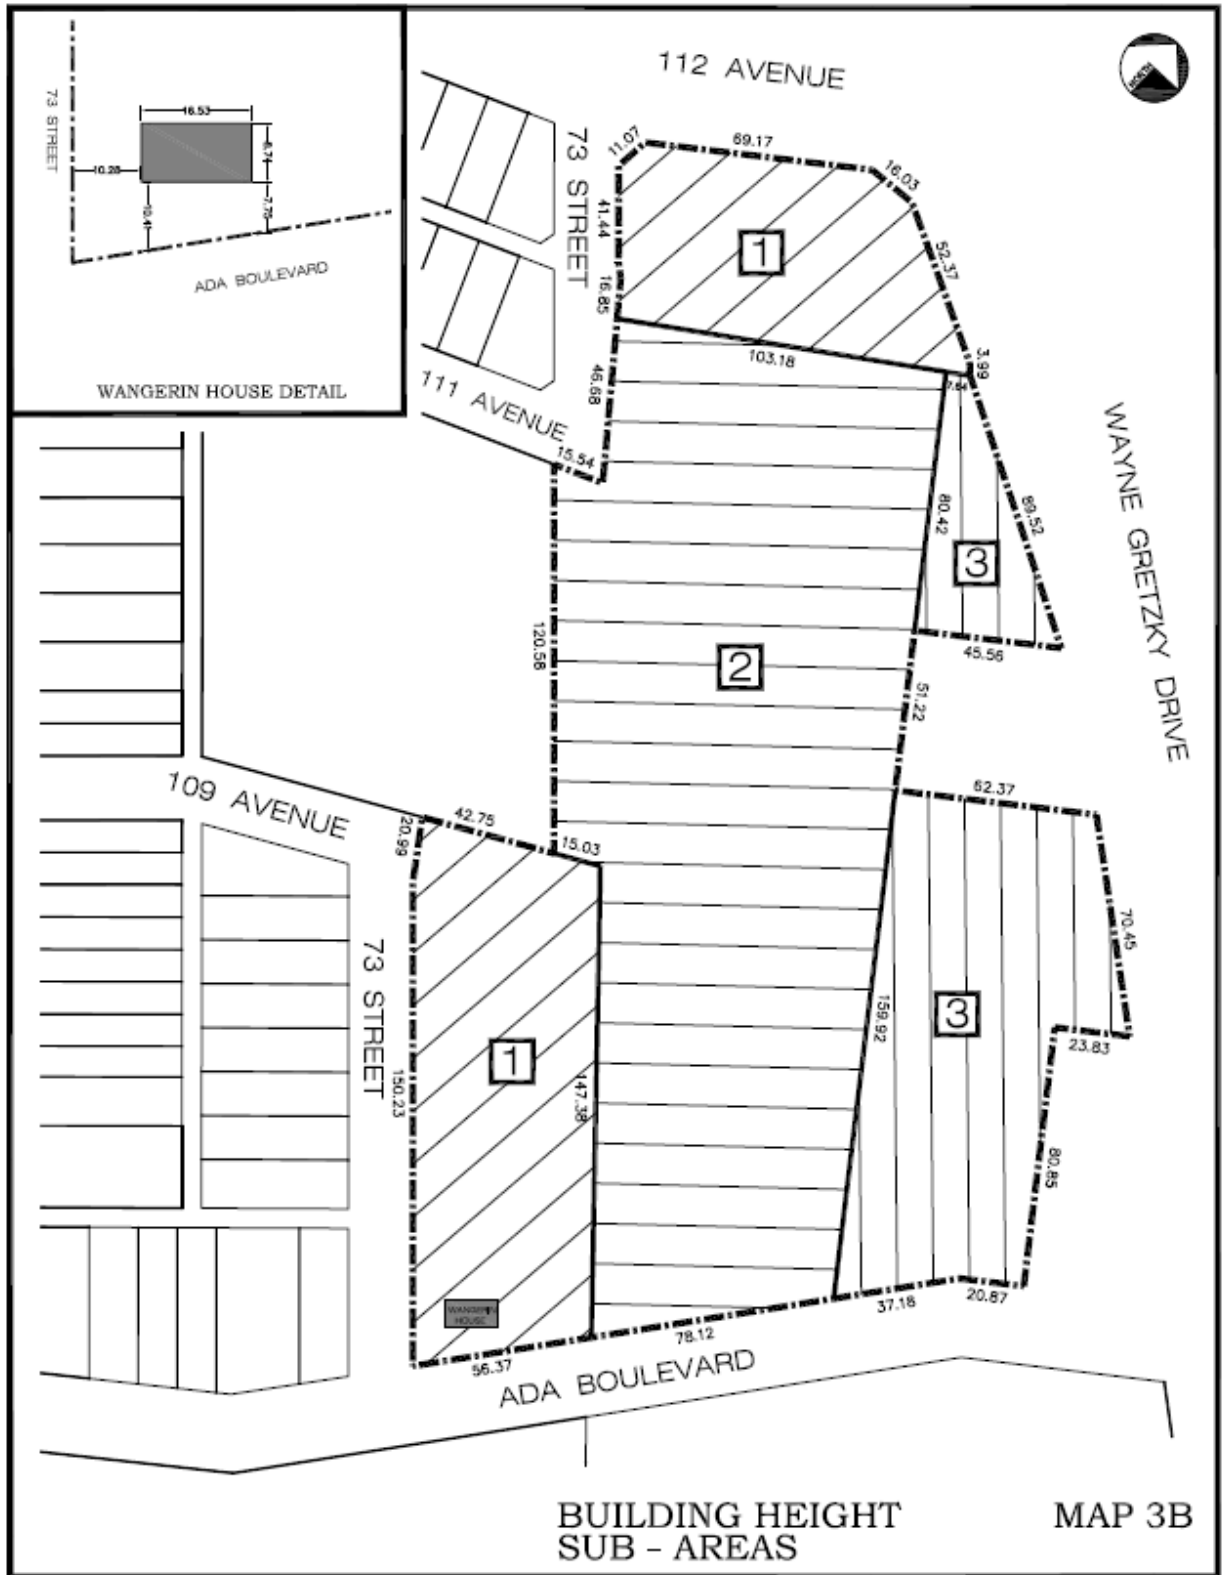 73 STREET
16.53
8.74
10.28
10.41
7.75
ADA BOULEVARD
WANGERIN HOUSE DETAIL
112 AVENUE
NORTH
73 STREET
11.07
69.17
16.03
41.44
1
52.37
16.85
103.18
3.99
7.64
46.68
111 AVENUE
15.54
WAYNE GRETZKY DRIVE
80.42
89.52
3
45.56
120.58
2
51.22
109 AVENUE
20.99
42.75
15.03
62.37
70.45
73 STREET
150.23
1
147.38
159.92
3
23.83
80.85
WANGERIN
HOUSE
56.37
78.12
37.18
20.87
ADA BOULEVARD
BUILDING HEIGHT
SUB - AREAS
MAP 3B